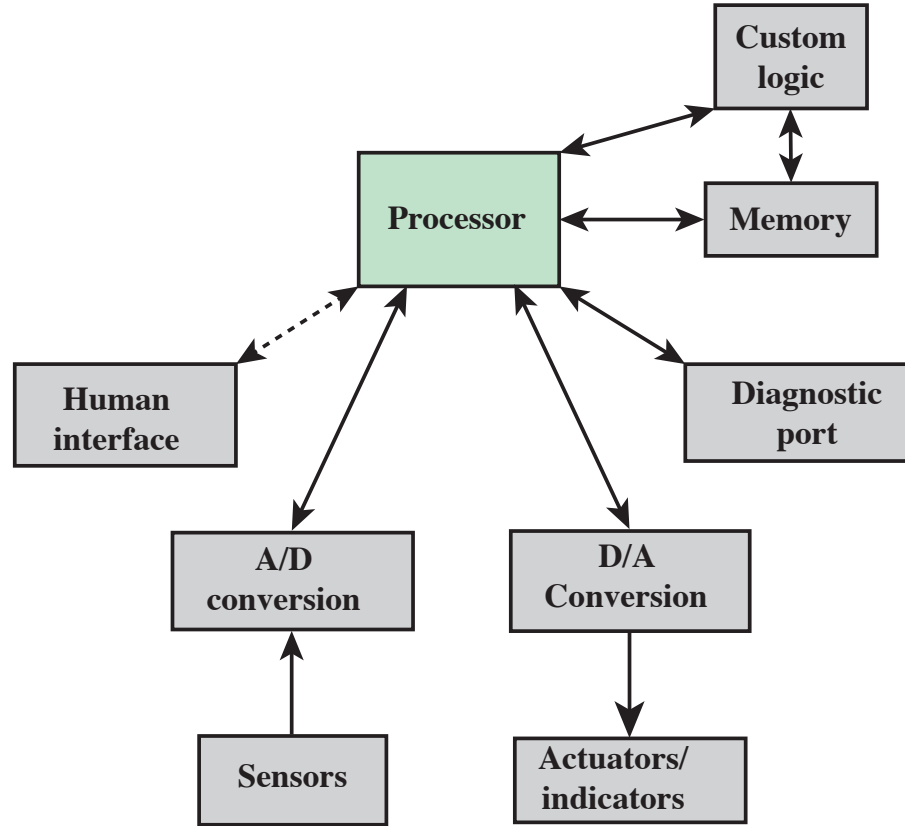 Custom
logic
Processor
Memory
Human
interface
Diagnostic
port
A/D
conversion
D/A
Conversion
Sensors
Actuators/
indicators